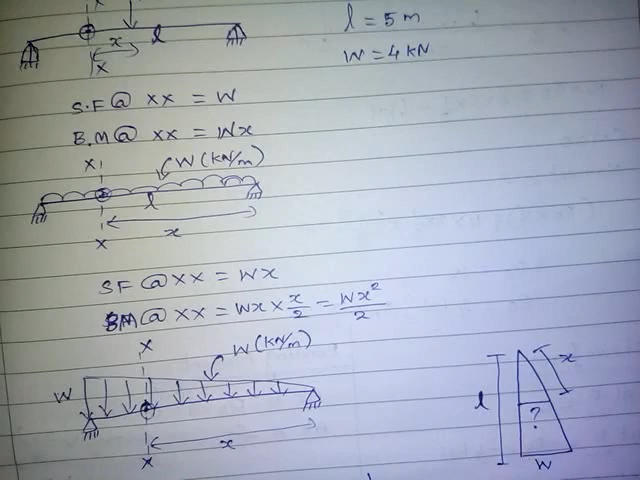 x
l = 5 m
x
l
W = 4 KN
x
S.F @ xx = W
B.M @ xx = Wx
x
W (KN/m)
l
x
x
SF @ xx = Wx
BM @ xx = Wx × x/2 = Wx²/2
x
W (KN/m)
W
x
x
l
x
?
W